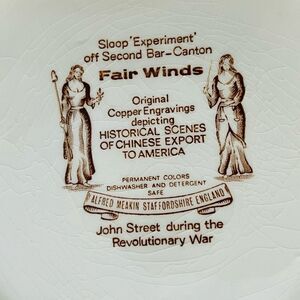 Sloop 'Experiment'
off Second Bar-Canton
Fair Winds
Original
Copper Engravings
depicting
HISTORICAL SCENES
OF CHINESE EXPORT
TO AMERICA
PERMANENT COLORS
DISHWASHER AND DETERGENT
SAFE
ALFRED MEAKIN STAFFORDSHIRE ENGLAND
John Street during the
Revolutionary War